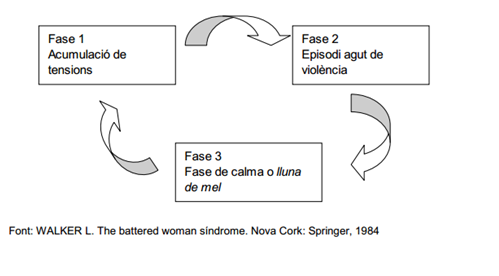 Fase 1
Acumulació de
tensions
Fase 2
Episodi agut de
violència
Fase 3
Fase de calma o lluna
de mel
Font: WALKER L. The battered woman síndrome. Nova Cork: Springer, 1984